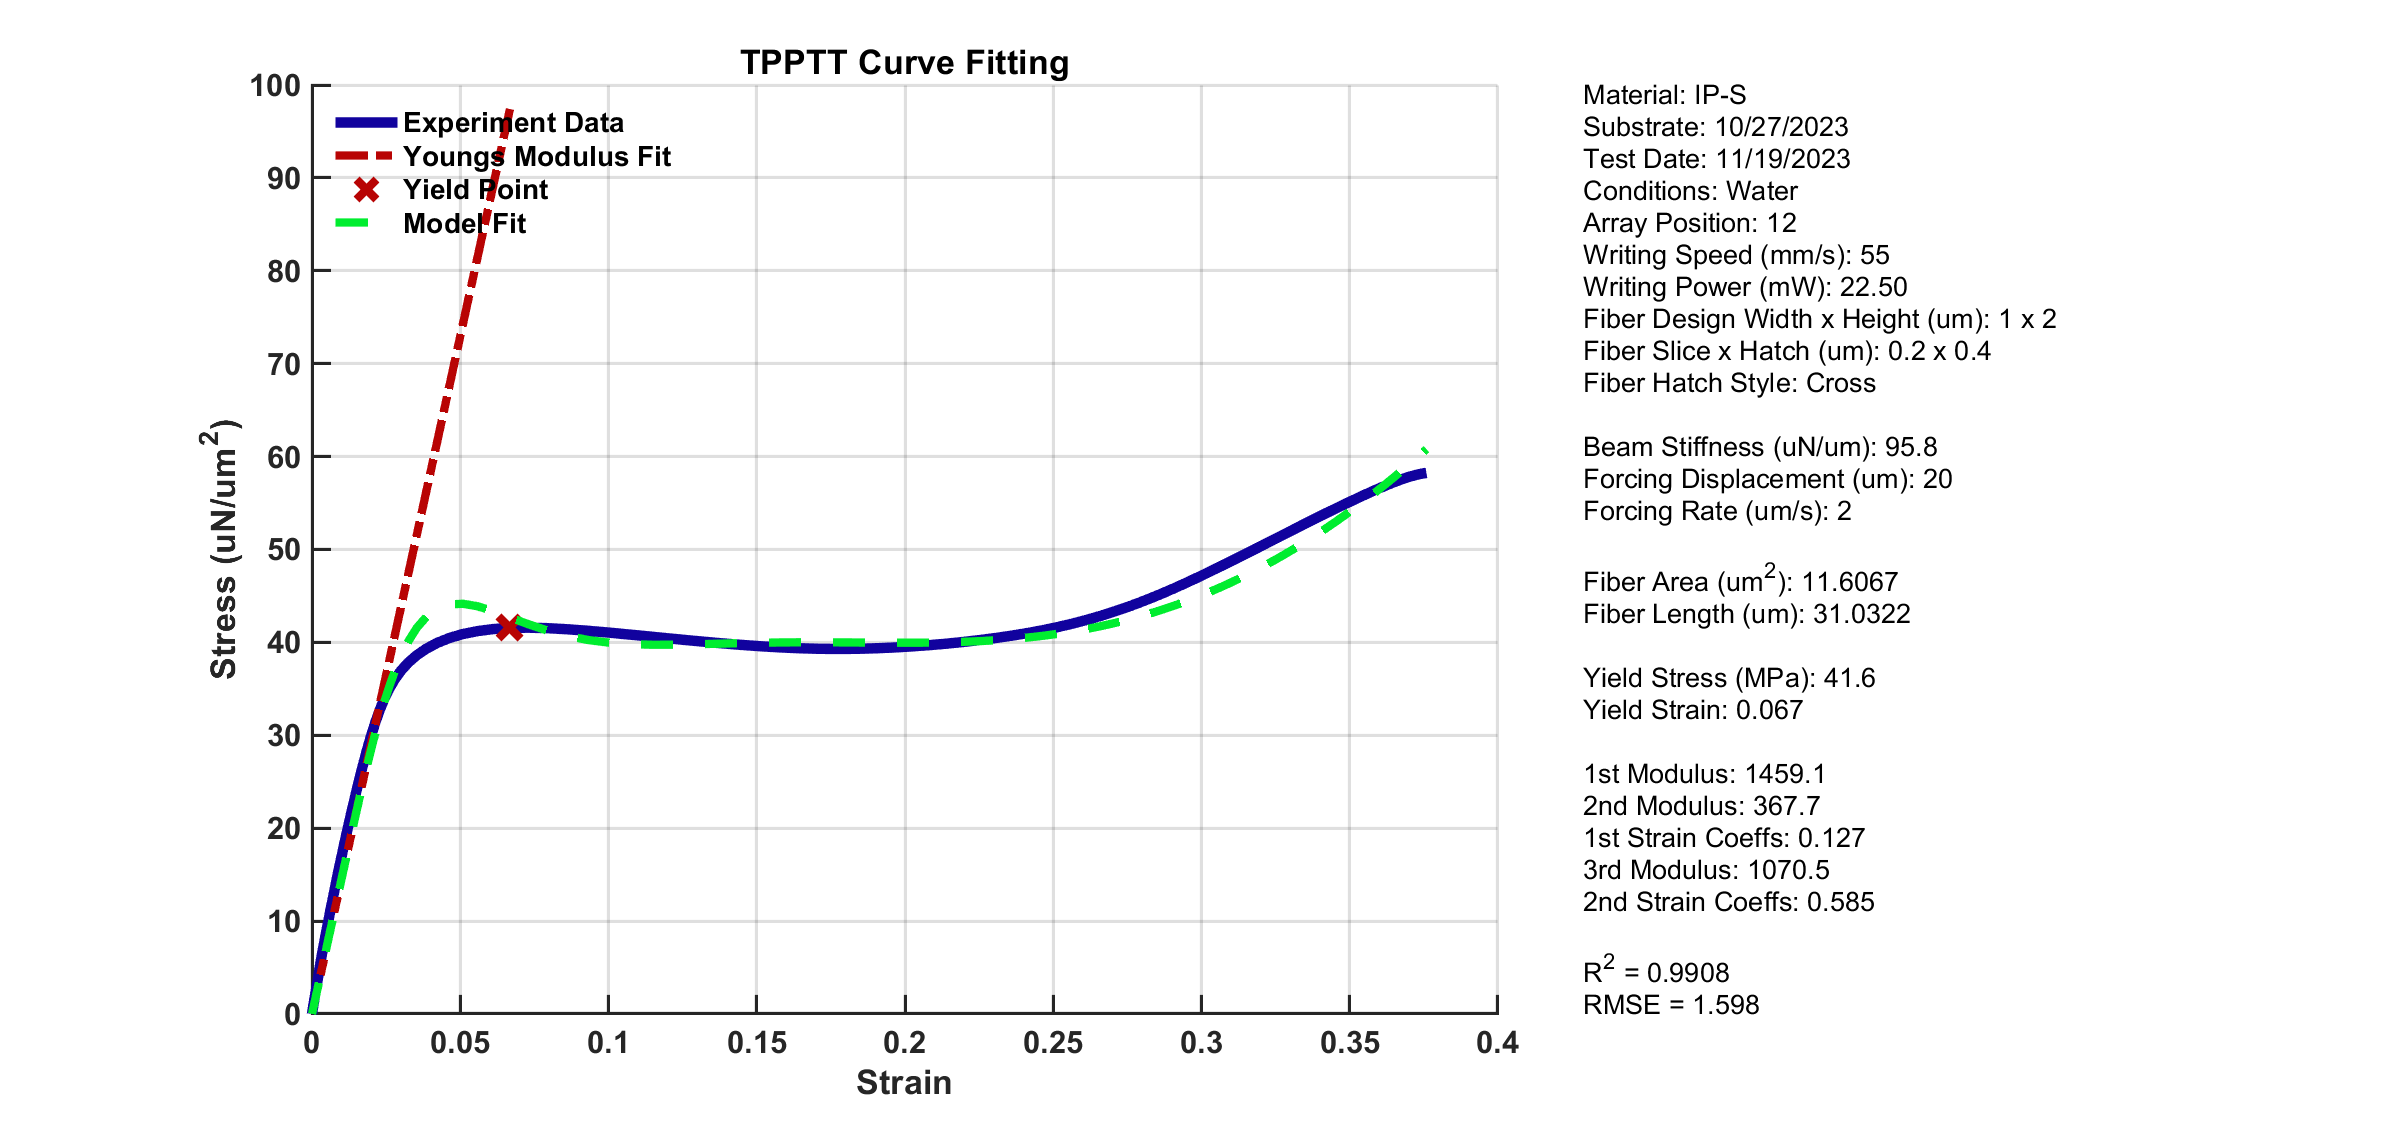 TPPTT Curve Fitting
100
90
80
70
60
50
40
30
20
10
0
Stress (uN/um²)
Experiment Data
Youngs Modulus Fit
Yield Point
Model Fit
0 0.05 0.1 0.15 0.2 0.25 0.3 0.35 0.4
Strain
Material: IP-S
Substrate: 10/27/2023
Test Date: 11/19/2023
Conditions: Water
Array Position: 12
Writing Speed (mm/s): 55
Writing Power (mW): 22.50
Fiber Design Width x Height (um): 1 x 2
Fiber Slice x Hatch (um): 0.2 x 0.4
Fiber Hatch Style: Cross
Beam Stiffness (uN/um): 95.8
Forcing Displacement (um): 20
Forcing Rate (um/s): 2
Fiber Area (um²): 11.6067
Fiber Length (um): 31.0322
Yield Stress (MPa): 41.6
Yield Strain: 0.067
1st Modulus: 1459.1
2nd Modulus: 367.7
1st Strain Coeffs: 0.127
3rd Modulus: 1070.5
2nd Strain Coeffs: 0.585
R² = 0.9908
RMSE = 1.598